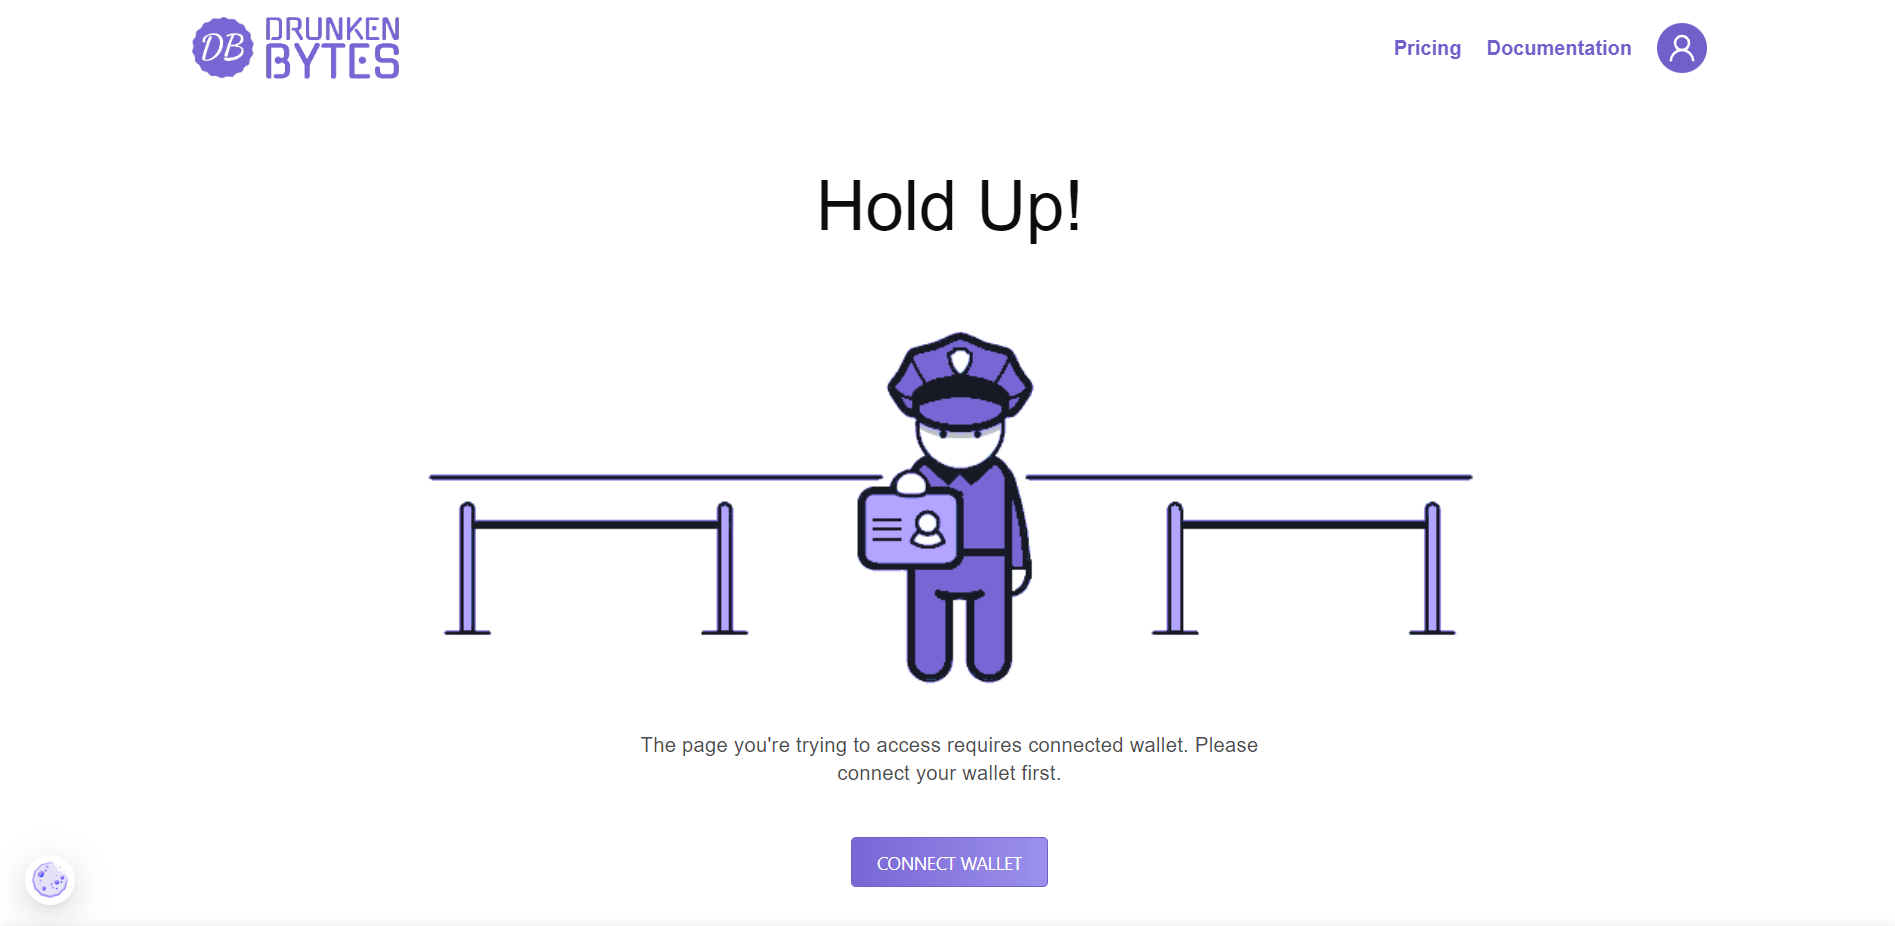 DB
DRUNKEN
BYTES
Pricing
Documentation
Hold Up!
The page you're trying to access requires connected wallet. Please
connect your wallet first.
CONNECT WALLET